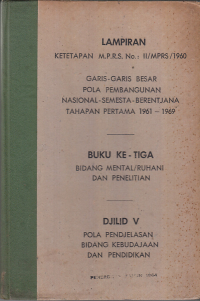 LAMPIRAN
KETETAPAN M.P.R.S. No.: II/MPRS/1960
GARIS-GARIS BESAR
POLA PEMBANGUNAN
NASIONAL-SEMESTA-BERENTJANA
TAHAPAN PERTAMA 1961 – 1969
BUKU KE-TIGA
BIDANG MENTAL/RUHANI
DAN PENELITIAN
DJILID V
POLA PENDJELASAN
BIDANG KEBUDAJAAN
DAN PENDIDIKAN